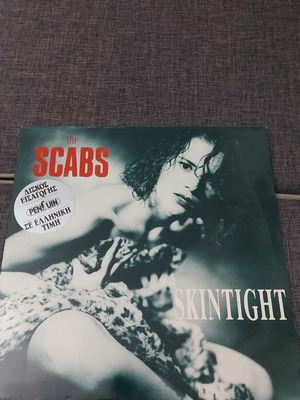 The
SCABS
ΔΙΣΚΟΣ
ΕΙΣΑΓΩΓΗΣ
PENGUIN
ΣΕ ΕΛΛΗΝΙΚΗ
ΤΙΜΗ
SKINTIGHT